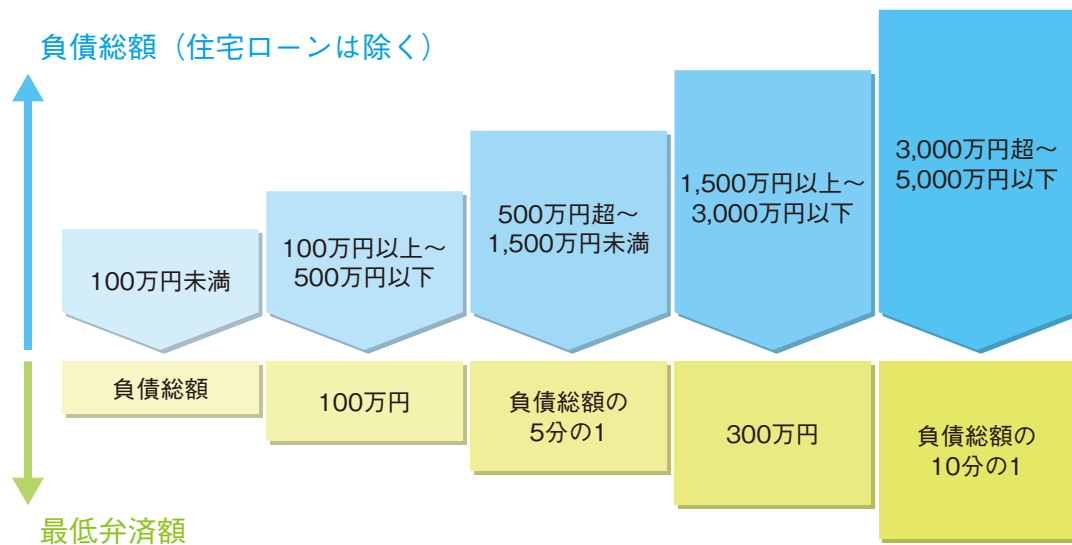 負債総額（住宅ローンは除く）
100万円未満
100万円以上〜
500万円以下
500万円超〜
1,500万円未満
1,500万円以上〜
3,000万円以下
3,000万円超〜
5,000万円以下
負債総額
100万円
負債総額の
5分の1
300万円
負債総額の
10分の1
最低弁済額